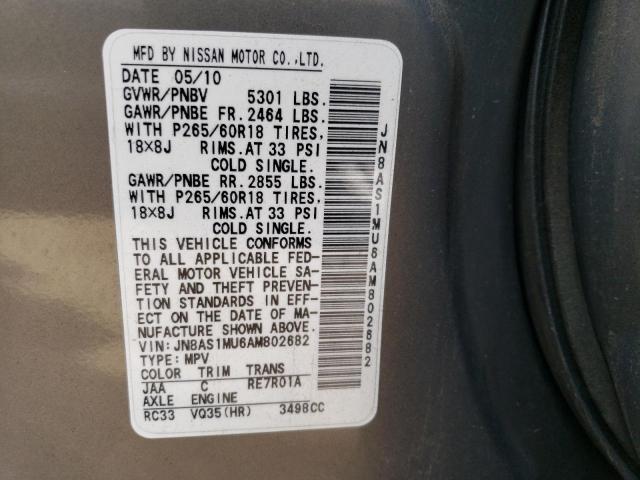 MFD BY NISSAN MOTOR CO.,LTD.
DATE 05/10
GVWR/PNBV 5301 LBS.
GAWR/PNBE FR. 2464 LBS.
WITH P265/60R18 TIRES,
18×8J RIMS.AT 33 PSI
COLD SINGLE.
GAWR/PNBE RR. 2855 LBS.
WITH P265/60R18 TIRES,
18×8J RIMS.AT 33 PSI
COLD SINGLE.
THIS VEHICLE CONFORMS
TO ALL APPLICABLE FED-
ERAL MOTOR VEHICLE SA-
FETY AND THEFT PREVEN-
TION STANDARDS IN EFF-
ECT ON THE DATE OF MA-
NUFACTURE SHOWN ABOVE.
VIN: JN8AS1MU6AM802682
TYPE: MPV
COLOR TRIM TRANS
JAA C RE7R01A
AXLE ENGINE
RC33 VQ35(HR) 3498CC
JN8AS1MU6AM802682